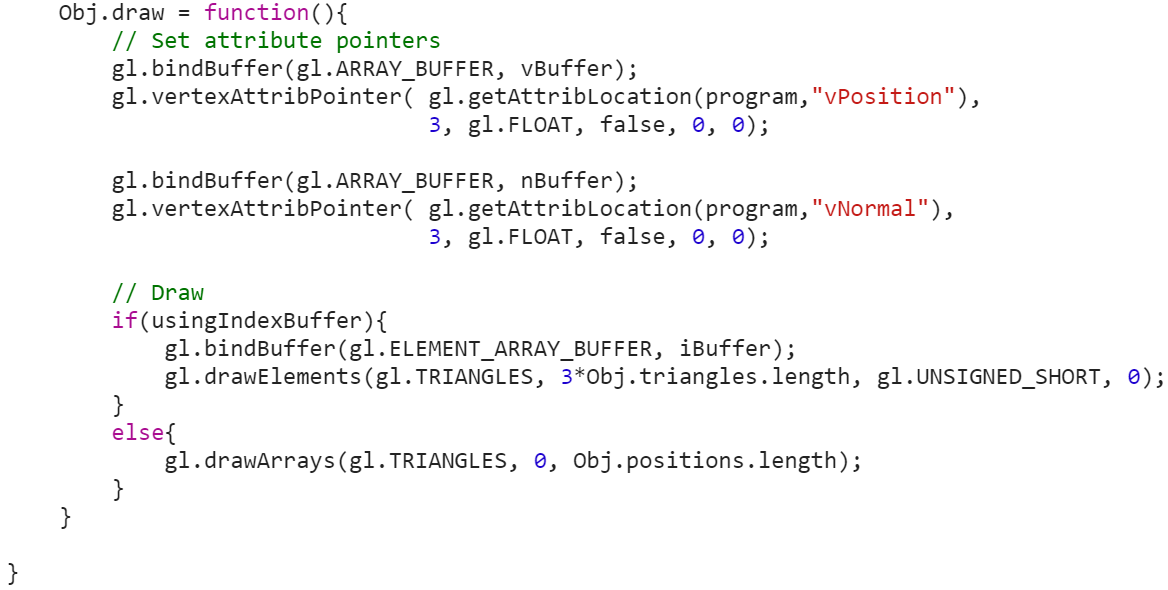 Obj.draw = function(){
// Set attribute pointers
gl.bindBuffer(gl.ARRAY_BUFFER, vBuffer);
gl.vertexAttribPointer( gl.getAttribLocation(program,"vPosition"),
3, gl.FLOAT, false, 0, 0);
gl.bindBuffer(gl.ARRAY_BUFFER, nBuffer);
gl.vertexAttribPointer( gl.getAttribLocation(program,"vNormal"),
3, gl.FLOAT, false, 0, 0);
// Draw
if(usingIndexBuffer){
gl.bindBuffer(gl.ELEMENT_ARRAY_BUFFER, iBuffer);
gl.drawElements(gl.TRIANGLES, 3*Obj.triangles.length, gl.UNSIGNED_SHORT, 0);
}
else{
gl.drawArrays(gl.TRIANGLES, 0, Obj.positions.length);
}
}
}